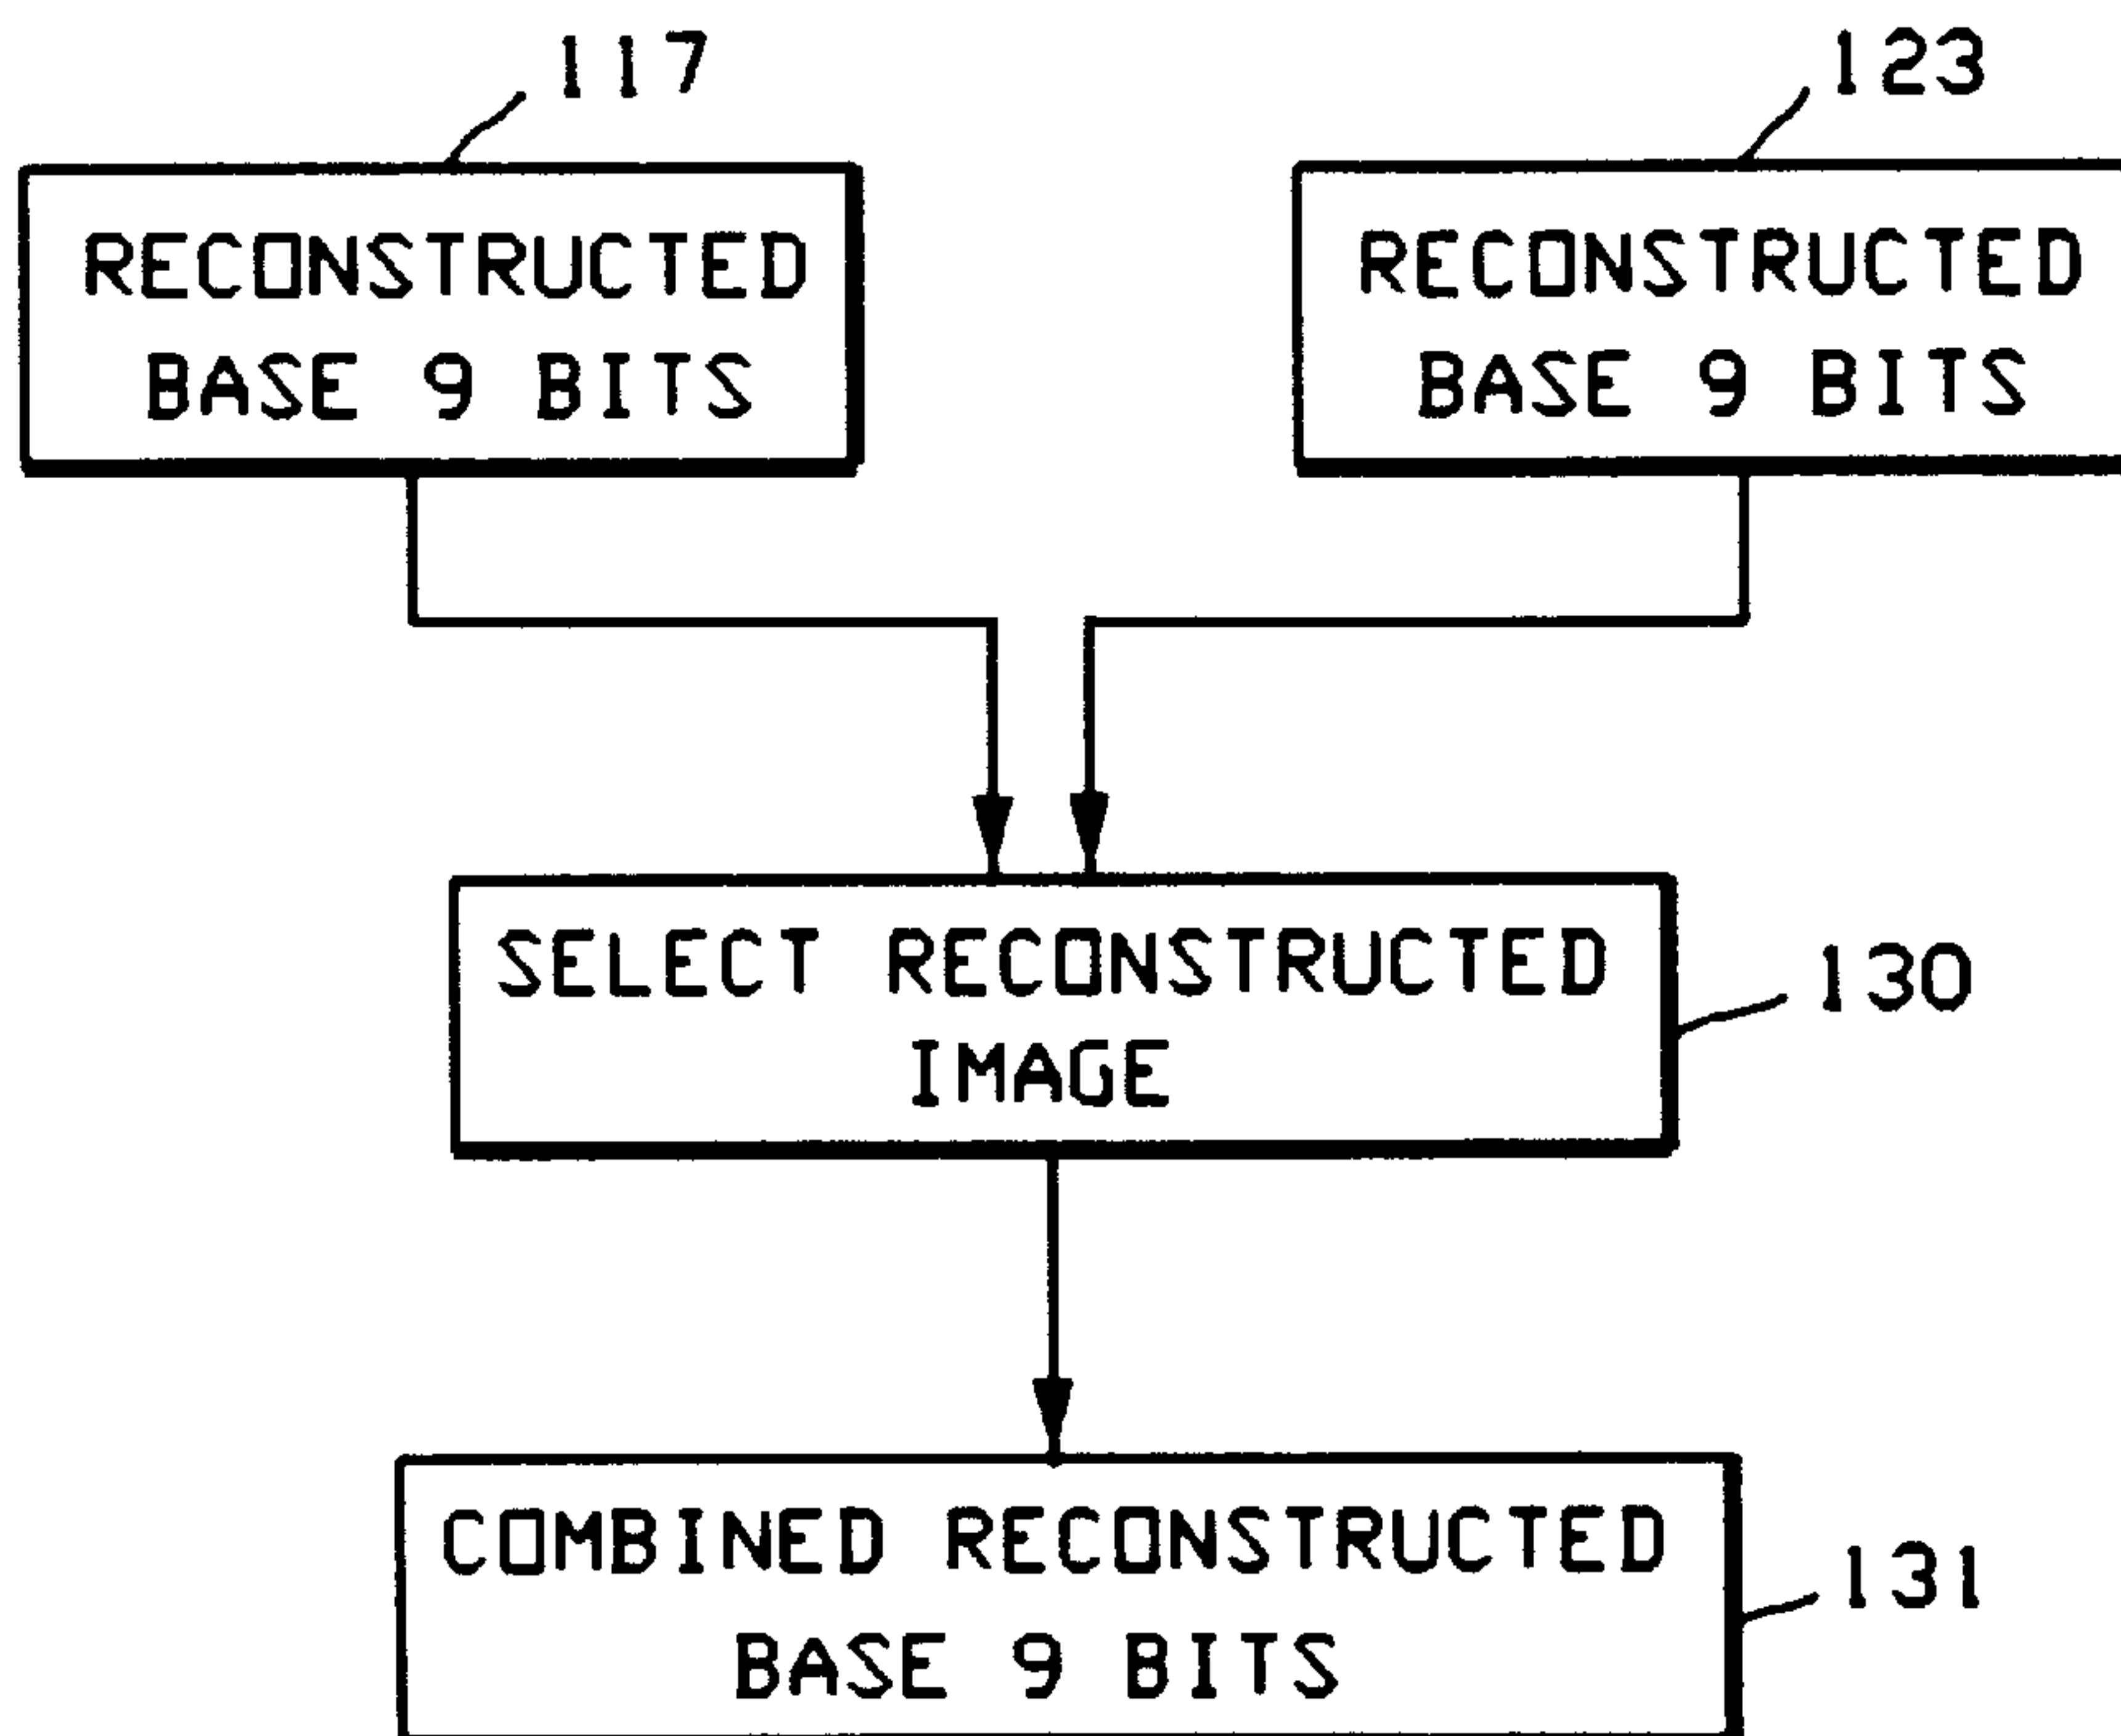 117
123
RECONSTRUCTED
BASE 9 BITS
RECONSTRUCTED
BASE 9 BITS
SELECT RECONSTRUCTED
IMAGE
130
COMBINED RECONSTRUCTED
BASE 9 BITS
131